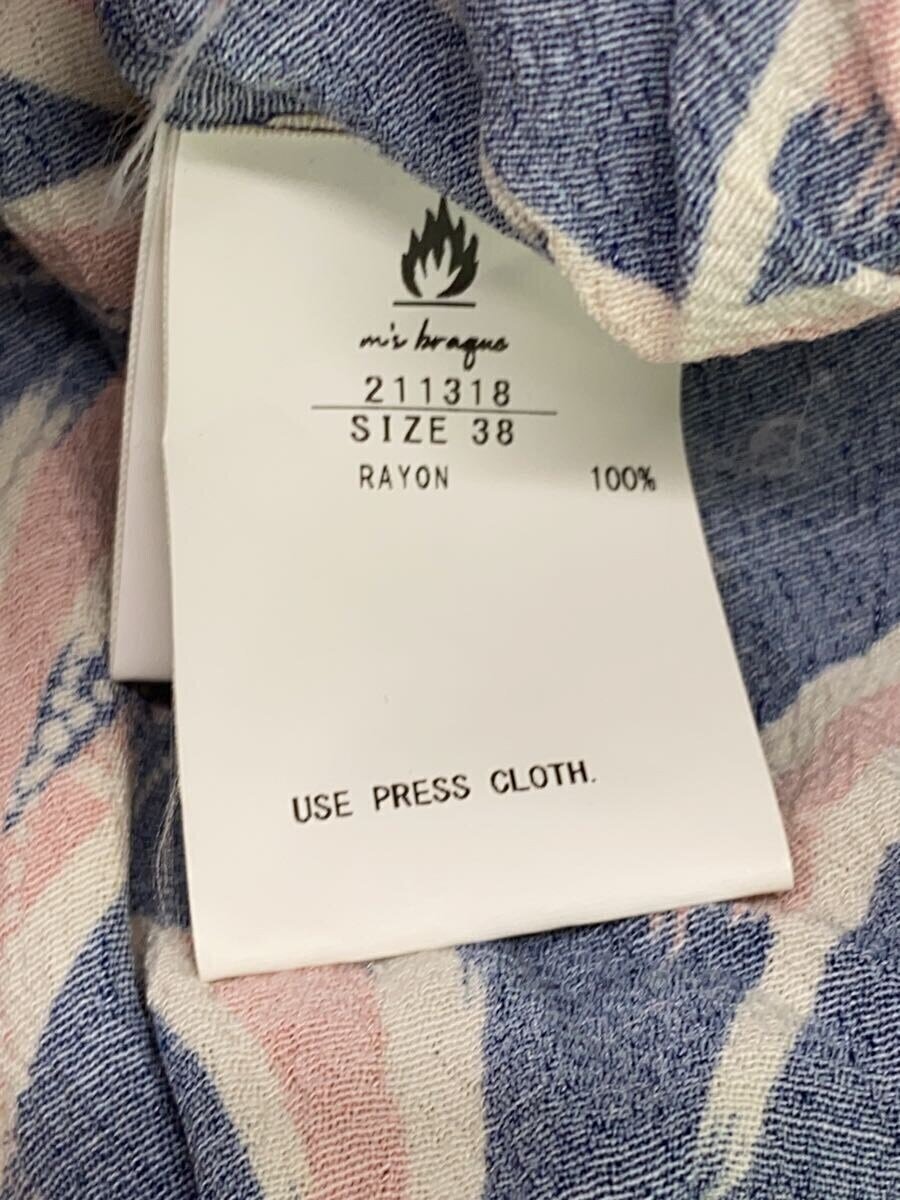 m's braque
211318
SIZE 38
RAYON 100%
USE PRESS CLOTH.